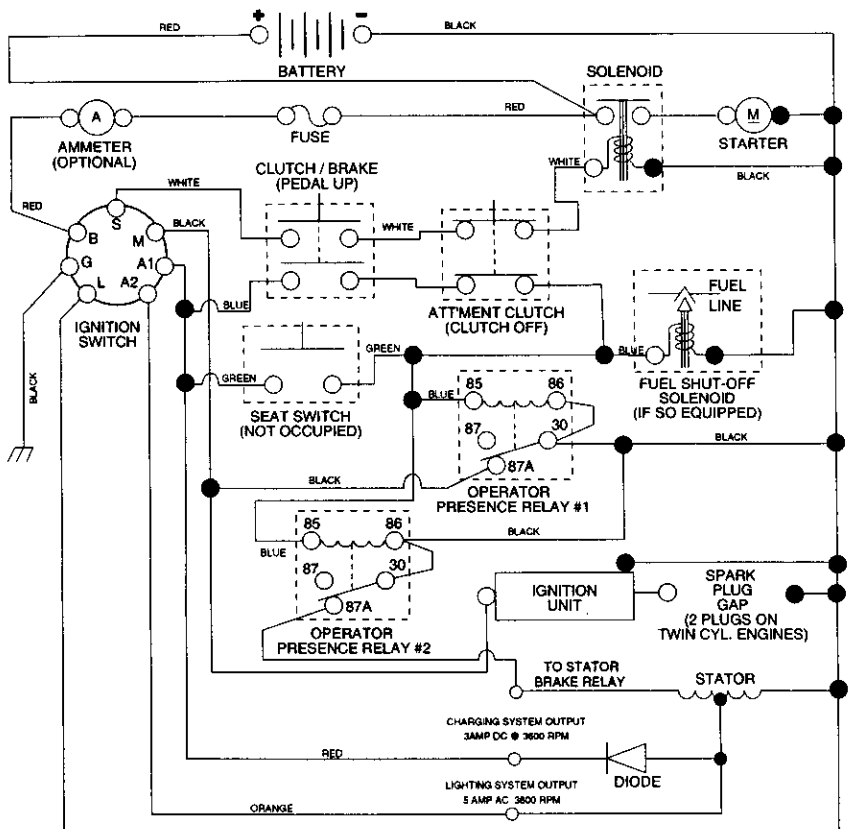 +
−
RED
BLACK
BATTERY
SOLENOID
A
RED
M
AMMETER
(OPTIONAL)
FUSE
STARTER
CLUTCH / BRAKE
(PEDAL UP)
WHITE
BLACK
WHITE
RED
BLACK
S
B
M
WHITE
G
A1
L
A2
BLUE
ATT'MENT CLUTCH
(CLUTCH OFF)
FUEL
LINE
IGNITION
SWITCH
GREEN
BLUE
BLACK
GREEN
SEAT SWITCH
(NOT OCCUPIED)
FUEL SHUT-OFF
SOLENOID
(IF SO EQUIPPED)
BLUE
85
86
87
30
BLACK
87A
BLACK
OPERATOR
PRESENCE RELAY #1
85
86
BLUE
BLACK
87
30
87A
IGNITION
UNIT
SPARK
PLUG
GAP
(2 PLUGS ON
TWIN CYL. ENGINES)
OPERATOR
PRESENCE RELAY #2
TO STATOR
BRAKE RELAY
STATOR
CHARGING SYSTEM OUTPUT
3AMP DC @ 3600 RPM
RED
DIODE
LIGHTING SYSTEM OUTPUT
5 AMP AC 3600 RPM
ORANGE